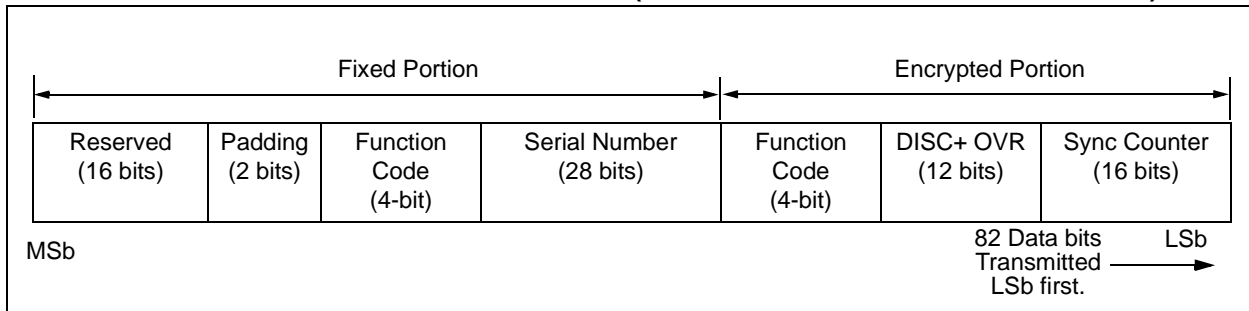 Fixed Portion
Encrypted Portion
Reserved
(16 bits)
Padding
(2 bits)
Function
Code
(4-bit)
Serial Number
(28 bits)
Function
Code
(4-bit)
DISC+ OVR
(12 bits)
Sync Counter
(16 bits)
MSb
82 Data bits
Transmitted
LSb first.
LSb